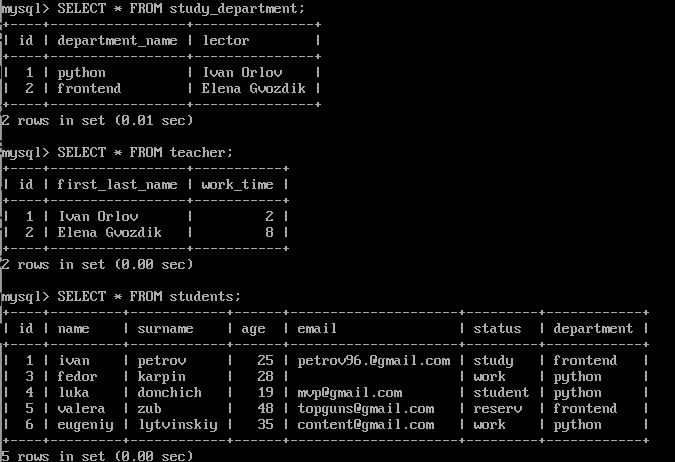 mysql> SELECT * FROM study_department;
+----+-----------------+---------------+
| id | department_name | lector        |
+----+-----------------+---------------+
|  1 | python          | Ivan Orlov    |
|  2 | frontend        | Elena Gvozdik |
+----+-----------------+---------------+
2 rows in set (0.01 sec)

mysql> SELECT * FROM teacher;
+----+-----------------+-----------+
| id | first_last_name | work_time |
+----+-----------------+-----------+
|  1 | Ivan Orlov      |         2 |
|  2 | Elena Gvozdik   |         8 |
+----+-----------------+-----------+
2 rows in set (0.00 sec)

mysql> SELECT * FROM students;
+----+---------+------------+-----+--------------------+---------+------------+
| id | name    | surname    | age | email              | status  | department |
+----+---------+------------+-----+--------------------+---------+------------+
|  1 | ivan    | petrov     |  25 | petrov96.@gmail.com | study   | frontend   |
|  3 | fedor   | karpin     |  28 |                    | work    | python     |
|  4 | luka    | donchich   |  19 | mvp@gmail.com      | student | python     |
|  5 | valera  | zub        |  48 | topguns@gmail.com  | reserv  | frontend   |
|  6 | eugeniy | lytvinskiy |  35 | content@gmail.com  | work    | python     |
+----+---------+------------+-----+--------------------+---------+------------+
5 rows in set (0.00 sec)